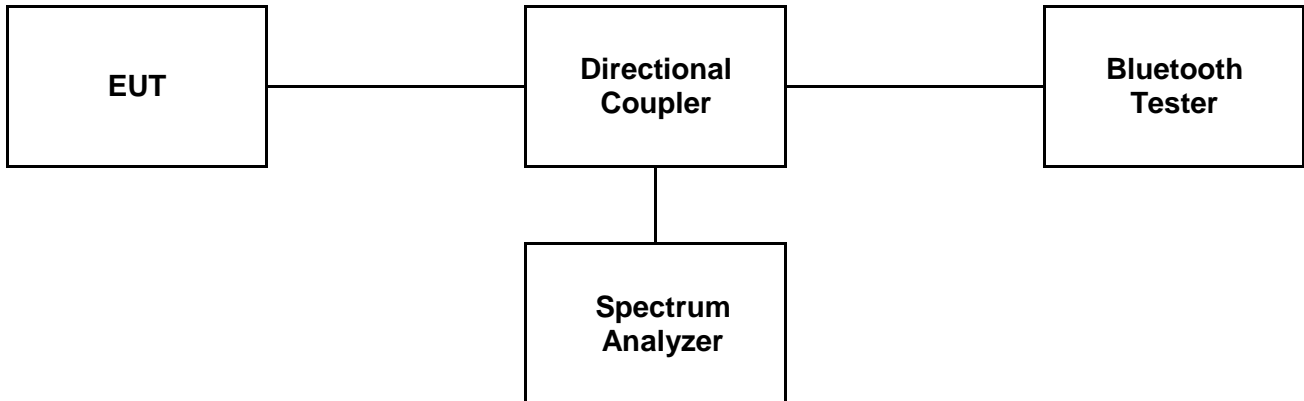 EUT
Directional
Coupler
Bluetooth
Tester
Spectrum
Analyzer